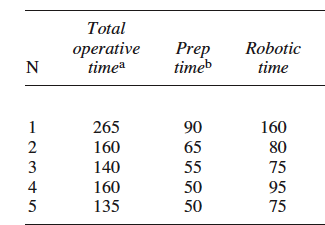 Total
operative Prep Robotic
N timeᵃ timeᵇ time
1 265 90 160
2 160 65 80
3 140 55 75
4 160 50 95
5 135 50 75